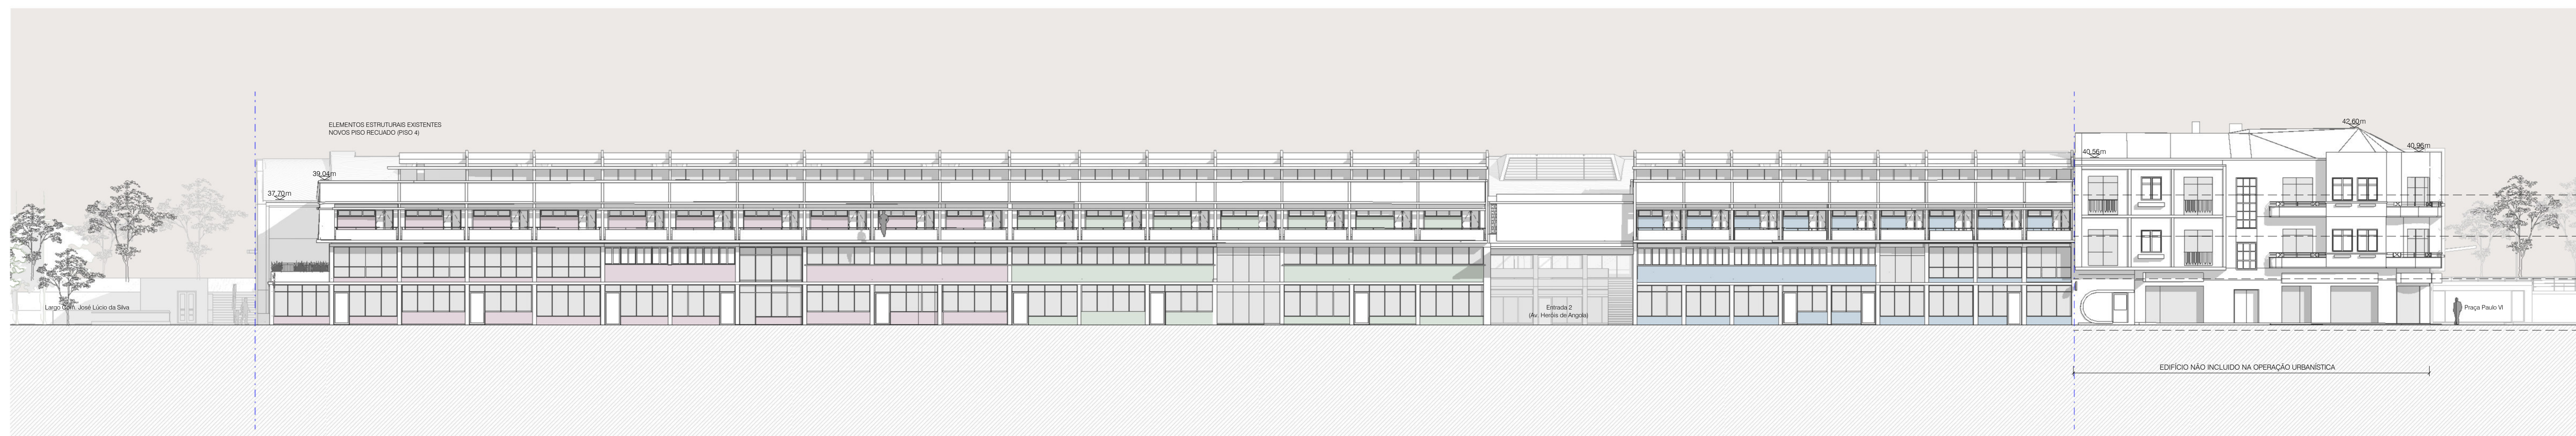 ELEMENTOS ESTRUTURAIS EXISTENTES
NOVOS PISO RECUADO (PISO 4)
42,60m
40,96m
40,56m
39,04m
37,70m
Largo Com. José Lúcio da Silva
Entrada 2
(Av. Heróis de Angola)
Praça Paulo VI
EDIFÍCIO NÃO INCLUIDO NA OPERAÇÃO URBANÍSTICA